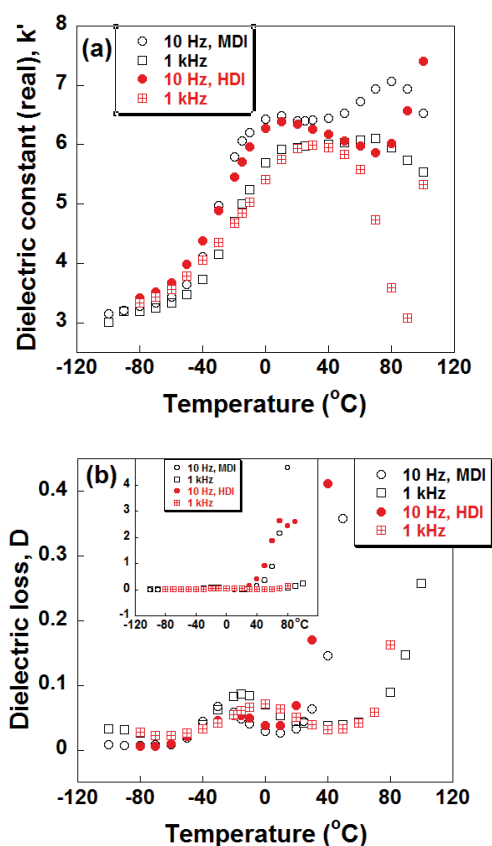 (a)
10 Hz, MDI
1 kHz
10 Hz, HDI
1 kHz
Dielectric constant (real), k'
8
7
6
5
4
3
-120 -80 -40 0 40 80 120
Temperature (°C)
(b)
10 Hz, MDI
1 kHz
10 Hz, HDI
1 kHz
4
3
2
1
0
-1
-120 -80 -40 0 40 80 °C
10 Hz, MDI
1 kHz
10 Hz, HDI
1 kHz
Dielectric loss, D
0.4
0.3
0.2
0.1
0
-120 -80 -40 0 40 80 120
Temperature (°C)